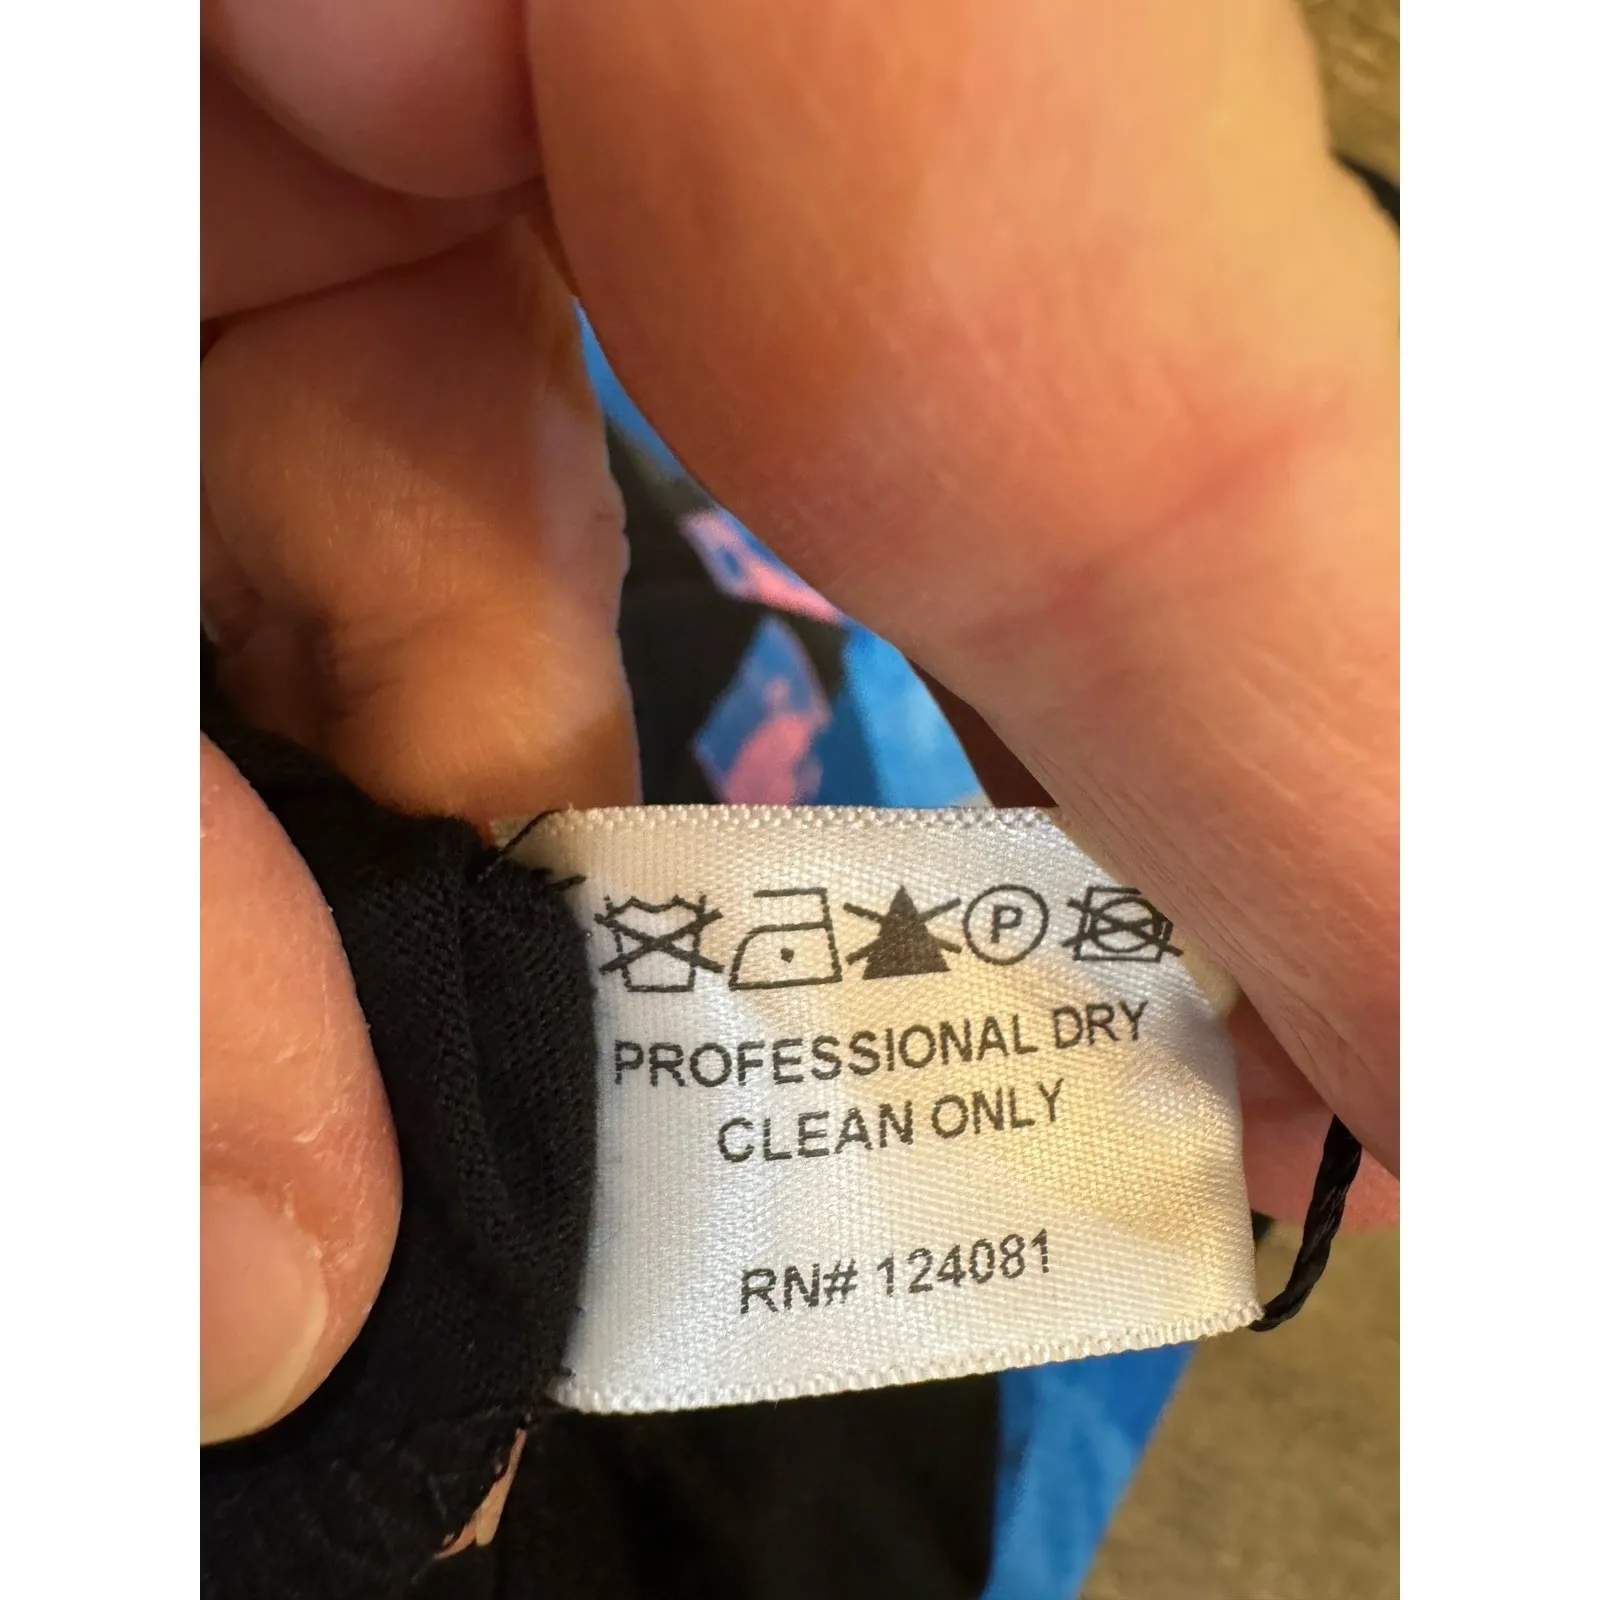 P
PROFESSIONAL DRY
CLEAN ONLY
RN# 124081